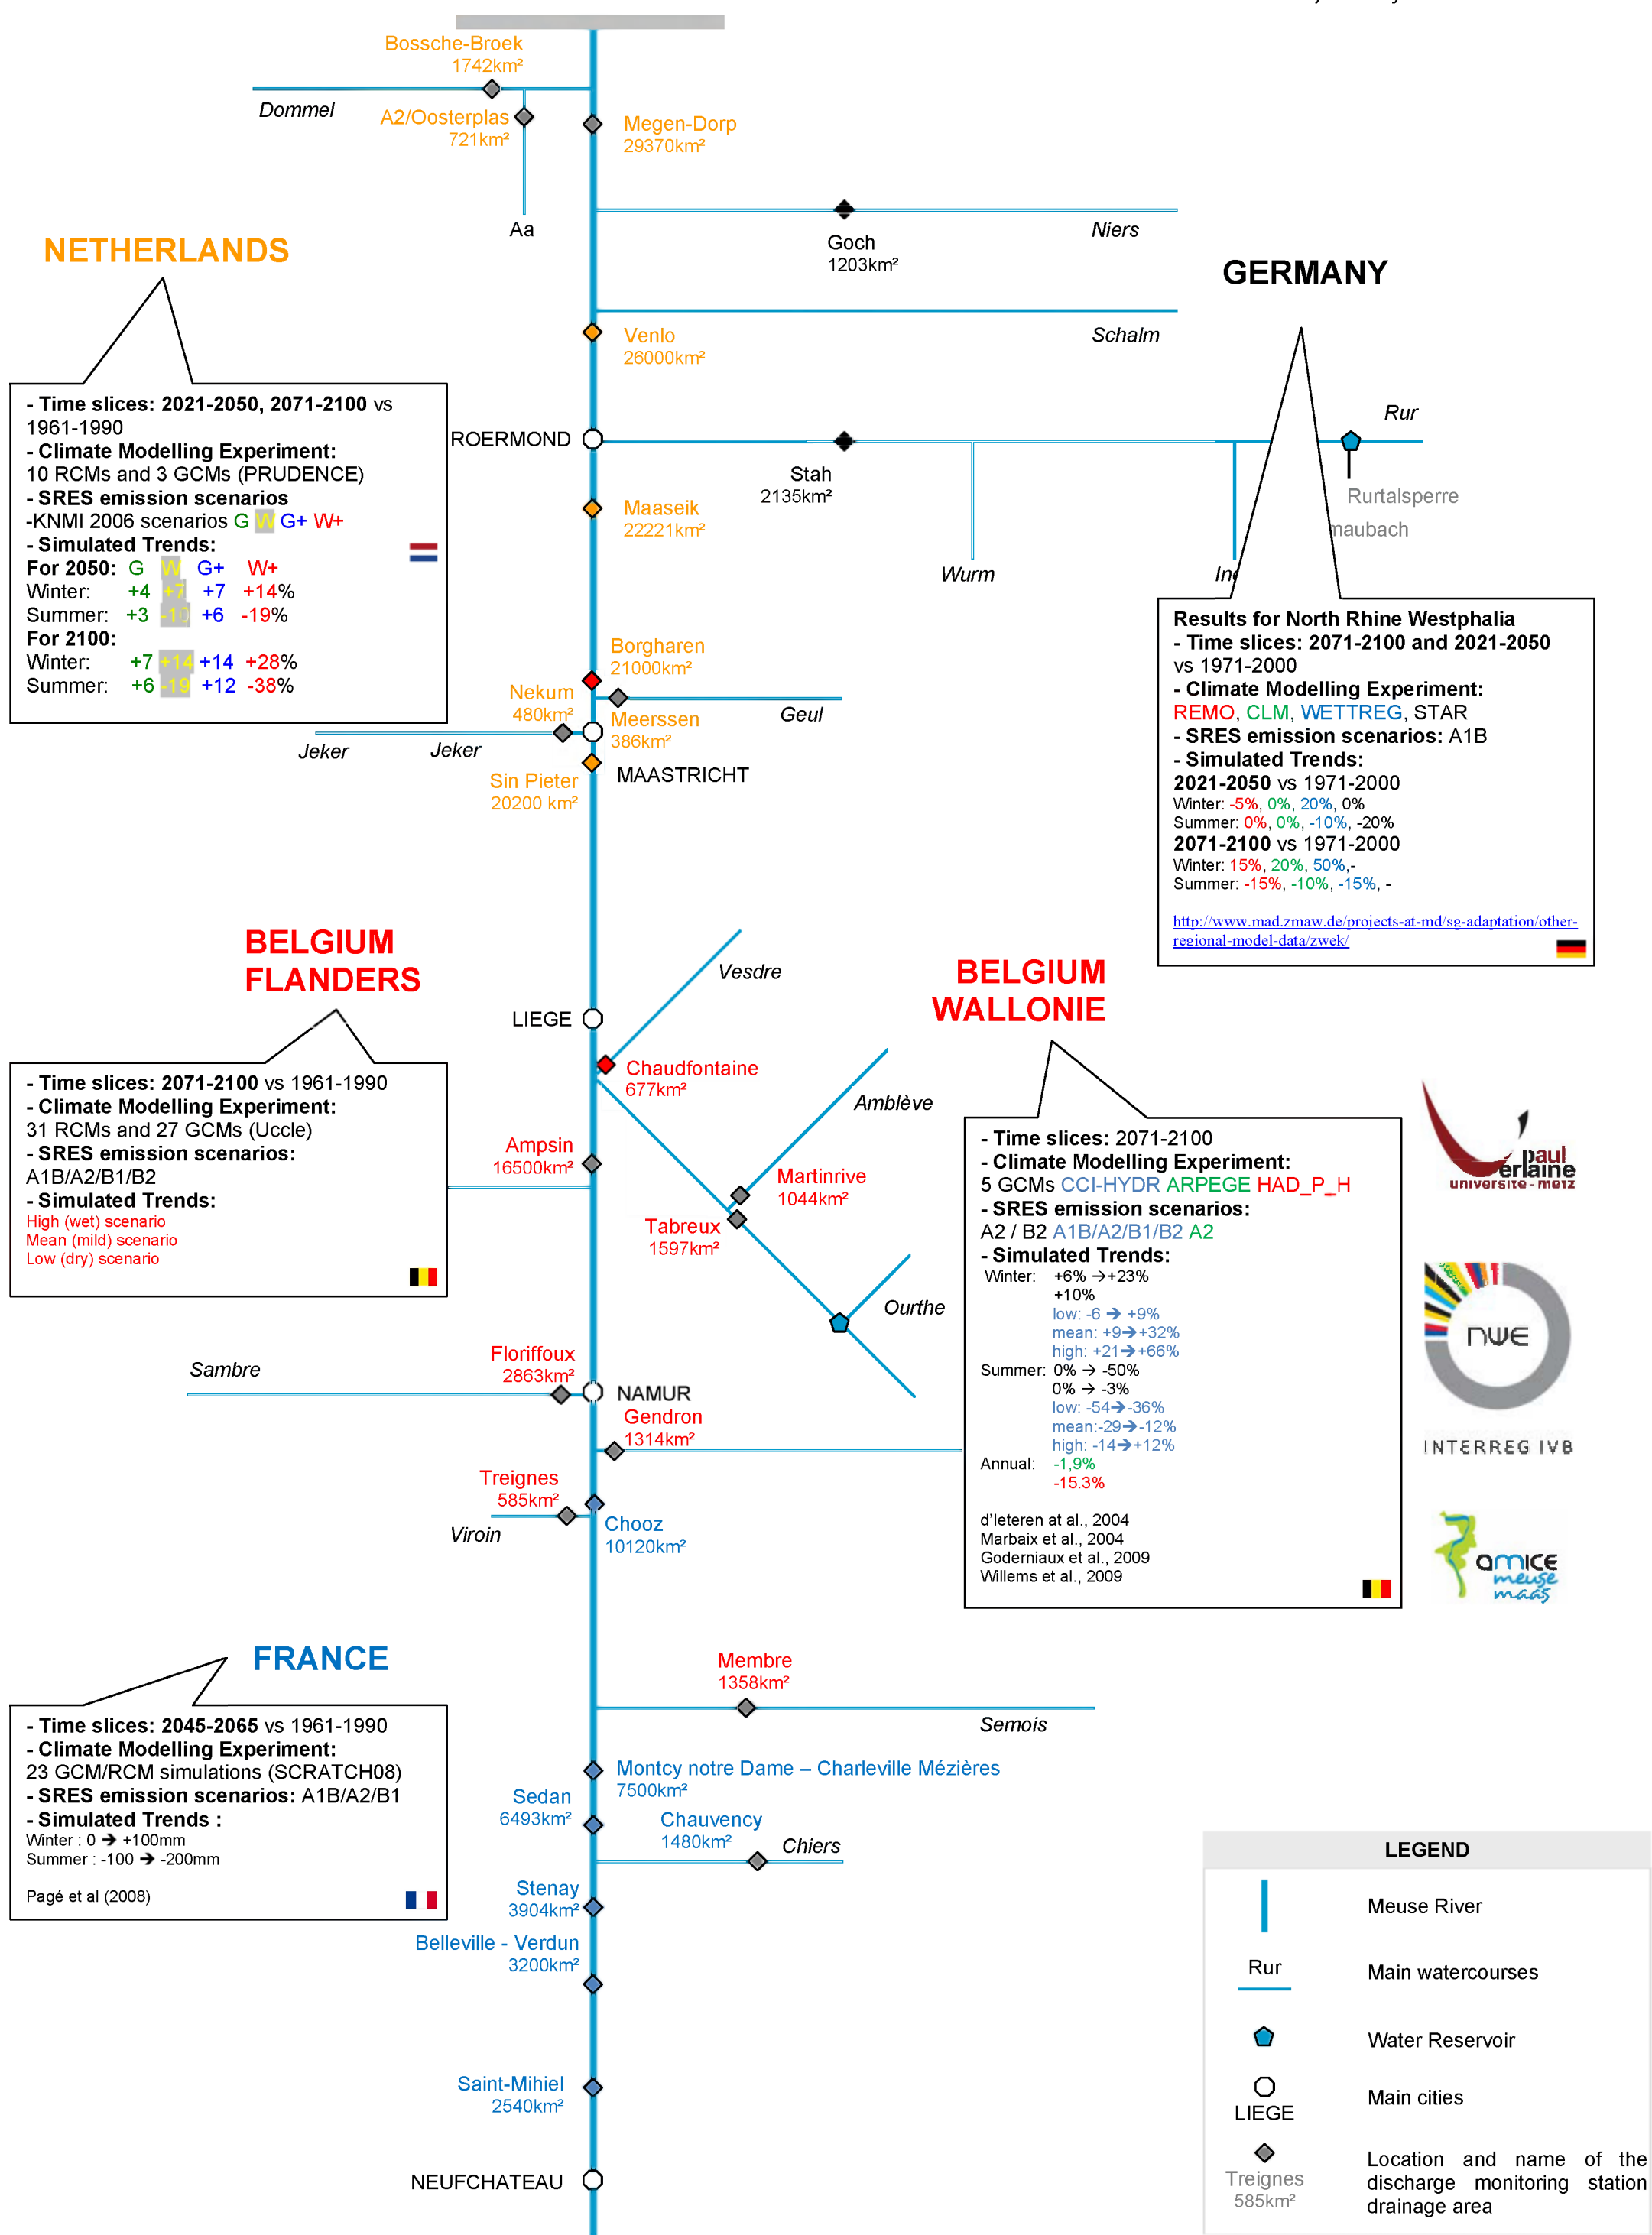 Bossche-Broek
1742km²
Dommel
A2/Oosterplas
721km²
Megen-Dorp
29370km²
Aa
Niers
Goch
1203km²
NETHERLANDS
GERMANY
Venlo
26000km²
Schalm
- Time slices: 2021-2050, 2071-2100 vs
1961-1990
- Climate Modelling Experiment:
10 RCMs and 3 GCMs (PRUDENCE)
- SRES emission scenarios
-KNMI 2006 scenarios G W G+ W+
- Simulated Trends:
For 2050: G W G+ W+
Winter: +4 +7 +7 +14%
Summer: +3 -10 +6 -19%
For 2100:
Winter: +7 +14 +14 +28%
Summer: +6 -19 +12 -38%
ROERMOND
Rur
Stah
2135km²
Rurtalsperre
maubach
Maaseik
22221km²
Wurm
Results for North Rhine Westphalia
- Time slices: 2071-2100 and 2021-2050
vs 1971-2000
- Climate Modelling Experiment:
REMO, CLM, WETTREG, STAR
- SRES emission scenarios: A1B
- Simulated Trends:
2021-2050 vs 1971-2000
Winter: -5%, 0%, 20%, 0%
Summer: 0%, 0%, -10%, -20%
2071-2100 vs 1971-2000
Winter: 15%, 20%, 50%,-
Summer: -15%, -10%, -15%, -
http://www.mad.zmaw.de/projects-at-md/sg-adaptation/other-
regional-model-data/zwek/
Borgharen
21000km²
Nekum
480km²
Geul
Meerssen
386km²
Jeker
Jeker
MAASTRICHT
Sin Pieter
20200 km²
BELGIUM
FLANDERS
BELGIUM
WALLONIE
Vesdre
LIEGE
- Time slices: 2071-2100 vs 1961-1990
- Climate Modelling Experiment:
31 RCMs and 27 GCMs (Uccle)
- SRES emission scenarios:
A1B/A2/B1/B2
- Simulated Trends:
High (wet) scenario
Mean (mild) scenario
Low (dry) scenario
Chaudfontaine
677km²
Amblève
Ampsin
16500km²
Martinrive
1044km²
Tabreux
1597km²
Ourthe
- Time slices: 2071-2100
- Climate Modelling Experiment:
5 GCMs CCI-HYDR ARPEGE HAD_P_H
- SRES emission scenarios:
A2 / B2 A1B/A2/B1/B2 A2
- Simulated Trends:
Winter: +6% →+23%
+10%
low: -6 ➔ +9%
mean: +9➔+32%
high: +21➔+66%
Summer: 0% → -50%
0% → -3%
low: -54➔-36%
mean:-29➔-12%
high: -14➔+12%
Annual: -1,9%
-15.3%
d'Ieteren at al., 2004
Marbaix et al., 2004
Goderniaux et al., 2009
Willems et al., 2009
paul
verlaine
universite-metz
nwe
INTERREG IVB
amice
meuse
maas
Sambre
Floriffoux
2863km²
NAMUR
Gendron
1314km²
Treignes
585km²
Viroin
Chooz
10120km²
FRANCE
- Time slices: 2045-2065 vs 1961-1990
- Climate Modelling Experiment:
23 GCM/RCM simulations (SCRATCH08)
- SRES emission scenarios: A1B/A2/B1
- Simulated Trends :
Winter : 0 ➔ +100mm
Summer : -100 ➔ -200mm
Pagé et al (2008)
Membre
1358km²
Semois
Montcy notre Dame – Charleville Mézières
7500km²
Sedan
6493km²
Chauvency
1480km²
Chiers
Stenay
3904km²
Belleville - Verdun
3200km²
Saint-Mihiel
2540km²
NEUFCHATEAU
LEGEND
Meuse River
Rur
Main watercourses
Water Reservoir
LIEGE
Main cities
Treignes
585km²
Location and name of the
discharge monitoring station
drainage area